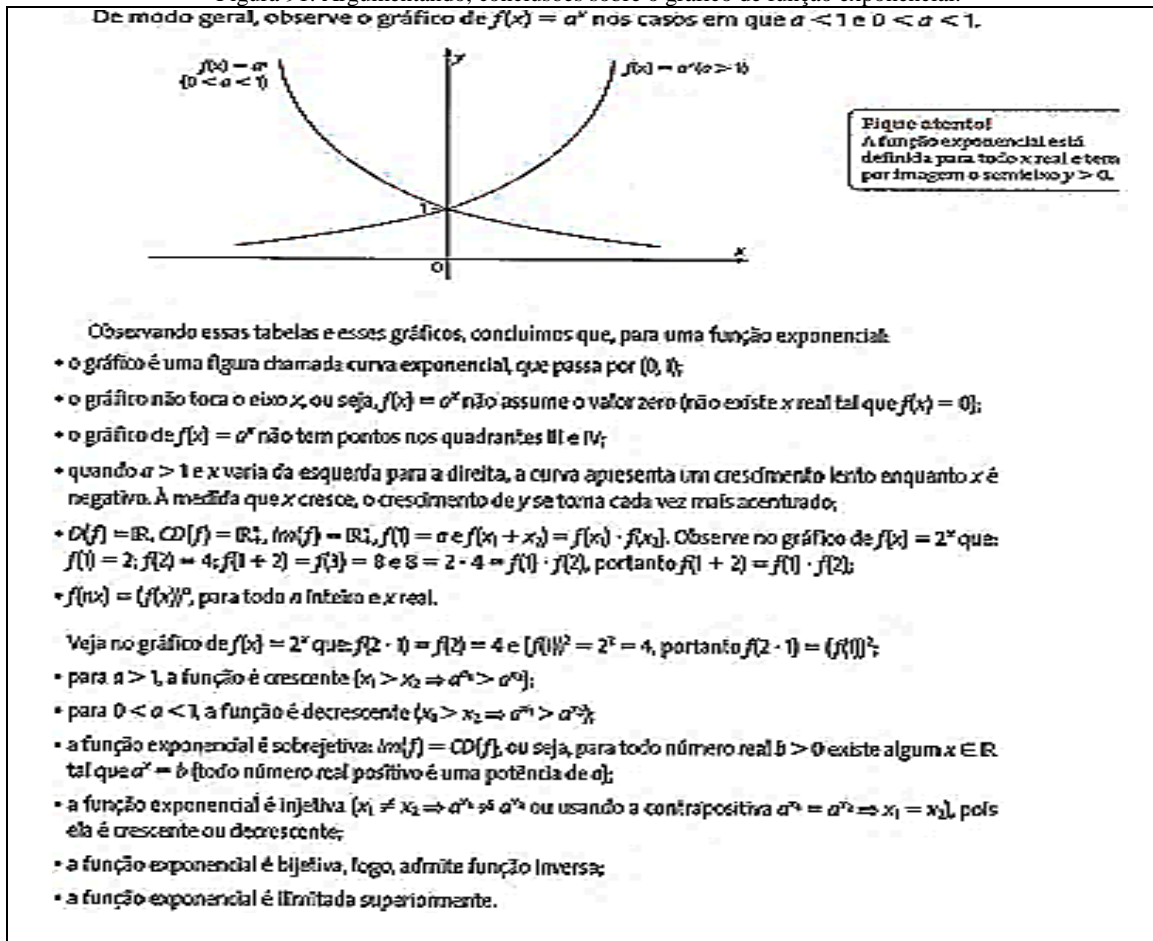 Figura 91: Argumentando, conclusões sobre o gráfico de função exponencial.
De modo geral, observe o gráfico de f(x) = aˣ nos casos em que a < 1 e 0 < a < 1.
f(x) = aˣ
(0 < a < 1)
y
f(x) = aˣ (a > 1)
Fique atento!
A função exponencial está
definida para todo x real e tem
por imagem o semieixo y > 0.
1
x
0
Observando essas tabelas e esses gráficos, concluimos que, para uma função exponencial:
• o gráfico é uma figura chamada curva exponencial, que passa por (0, 1);
• o gráfico não toca o eixo x, ou seja, f(x) = aˣ não assume o valor zero (não existe x real tal que f(x) = 0);
• o gráfico de f(x) = aˣ não tem pontos nos quadrantes III e IV;
• quando a > 1 e x varia da esquerda para a direita, a curva apresenta um crescimento lento enquanto x é
negativo. À medida que x cresce, o crescimento de y se torna cada vez mais acentuado;
• D(f) = ℝ, CD(f) = ℝ*₊, Im(f) = ℝ*₊, f(1) = a e f(x₁ + x₂) = f(x₁) · f(x₂). Observe no gráfico de f(x) = 2ˣ que:
f(1) = 2; f(2) = 4; f(1 + 2) = f(3) = 8 e 8 = 2 · 4 = f(1) · f(2), portanto f(1 + 2) = f(1) · f(2);
• f(nx) = (f(x))ⁿ, para todo n inteiro e x real.
Veja no gráfico de f(x) = 2ˣ que: f(2 · 1) = f(2) = 4 e [f(1)]² = 2² = 4, portanto f(2 · 1) = (f(1))²;
• para a > 1, a função é crescente (x₁ > x₂ ⇒ aˣ¹ > aˣ²);
• para 0 < a < 1, a função é decrescente (x₁ > x₂ ⇒ aˣ¹ > aˣ²);
• a função exponencial é sobrejetiva: Im(f) = CD(f), ou seja, para todo número real b > 0 existe algum x ∈ ℝ
tal que aˣ = b (todo número real positivo é uma potência de a);
• a função exponencial é injetiva (x₁ ≠ x₂ ⇒ aˣ¹ ≠ aˣ² ou usando a contrapositiva aˣ¹ = aˣ² ⇒ x₁ = x₂), pois
ela é crescente ou decrescente;
• a função exponencial é bijetiva, logo, admite função inversa;
• a função exponencial é ilimitada superiormente.